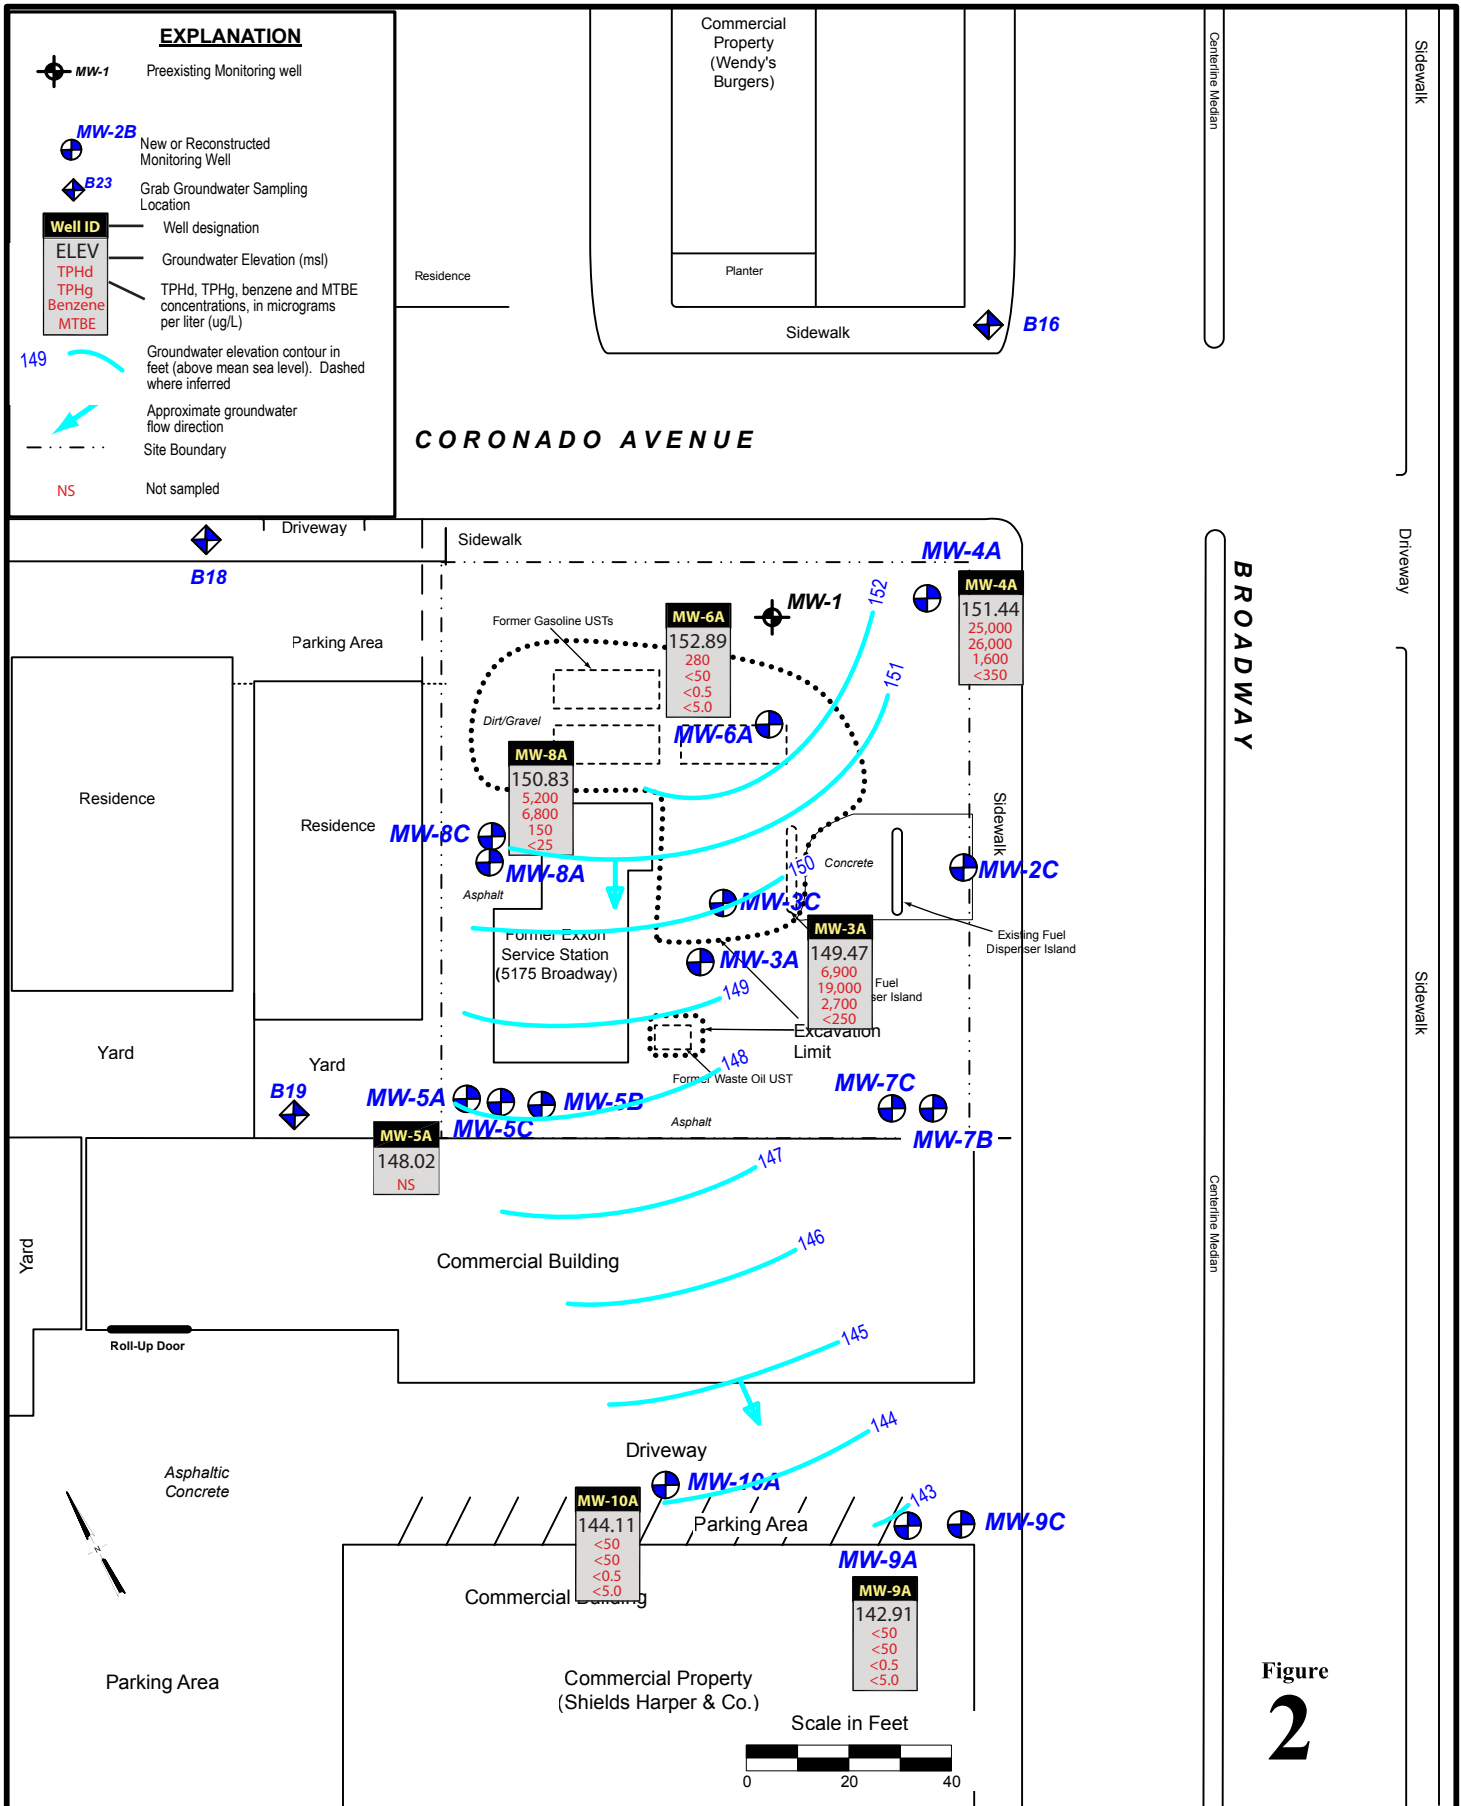 EXPLANATION
MW-1
Preexisting Monitoring well
MW-2B
New or Reconstructed
Monitoring Well
B23
Grab Groundwater Sampling
Location
Well ID
Well designation
ELEV
Groundwater Elevation (msl)
TPHd
TPHg
Benzene
MTBE
TPHd, TPHg, benzene and MTBE
concentrations, in micrograms
per liter (ug/L)
149
Groundwater elevation contour in
feet (above mean sea level). Dashed
where inferred
Approximate groundwater
flow direction
Site Boundary
NS
Not sampled
Commercial
Property
(Wendy's
Burgers)
Planter
Residence
Sidewalk
B16
Centerline Median
Sidewalk
CORONADO AVENUE
Driveway
Sidewalk
B18
MW-4A
MW-4A
151.44
25,000
26,000
1,600
<350
BROADWAY
Driveway
Parking Area
Former Gasoline USTs
MW-6A
152.89
280
<50
<0.5
<5.0
MW-1
152
151
Dirt/Gravel
MW-6A
MW-8A
150.83
5,200
6,800
150
<25
Residence
Residence
MW-8C
MW-8A
Asphalt
150
Concrete
Sidewalk
MW-2C
MW-3C
MW-3A
149.47
6,900
19,000
2,700
<250
Existing Fuel
Dispenser Island
Former Exxon
Service Station
(5175 Broadway)
MW-3A
Fuel
ser Island
149
Excavation
Limit
Sidewalk
Yard
Yard
148
Former Waste Oil UST
B19
MW-5A
MW-5B
MW-5C
MW-7C
MW-7B
Asphalt
MW-5A
148.02
NS
147
Centerline Median
Yard
Commercial Building
146
Roll-Up Door
145
144
Driveway
Asphaltic
Concrete
MW-10A
MW-10A
144.11
<50
<50
<0.5
<5.0
Parking Area
143
MW-9C
MW-9A
N
Commercial Building
MW-9A
142.91
<50
<50
<0.5
<5.0
Parking Area
Commercial Property
(Shields Harper & Co.)
Figure
2
Scale in Feet
0 20 40